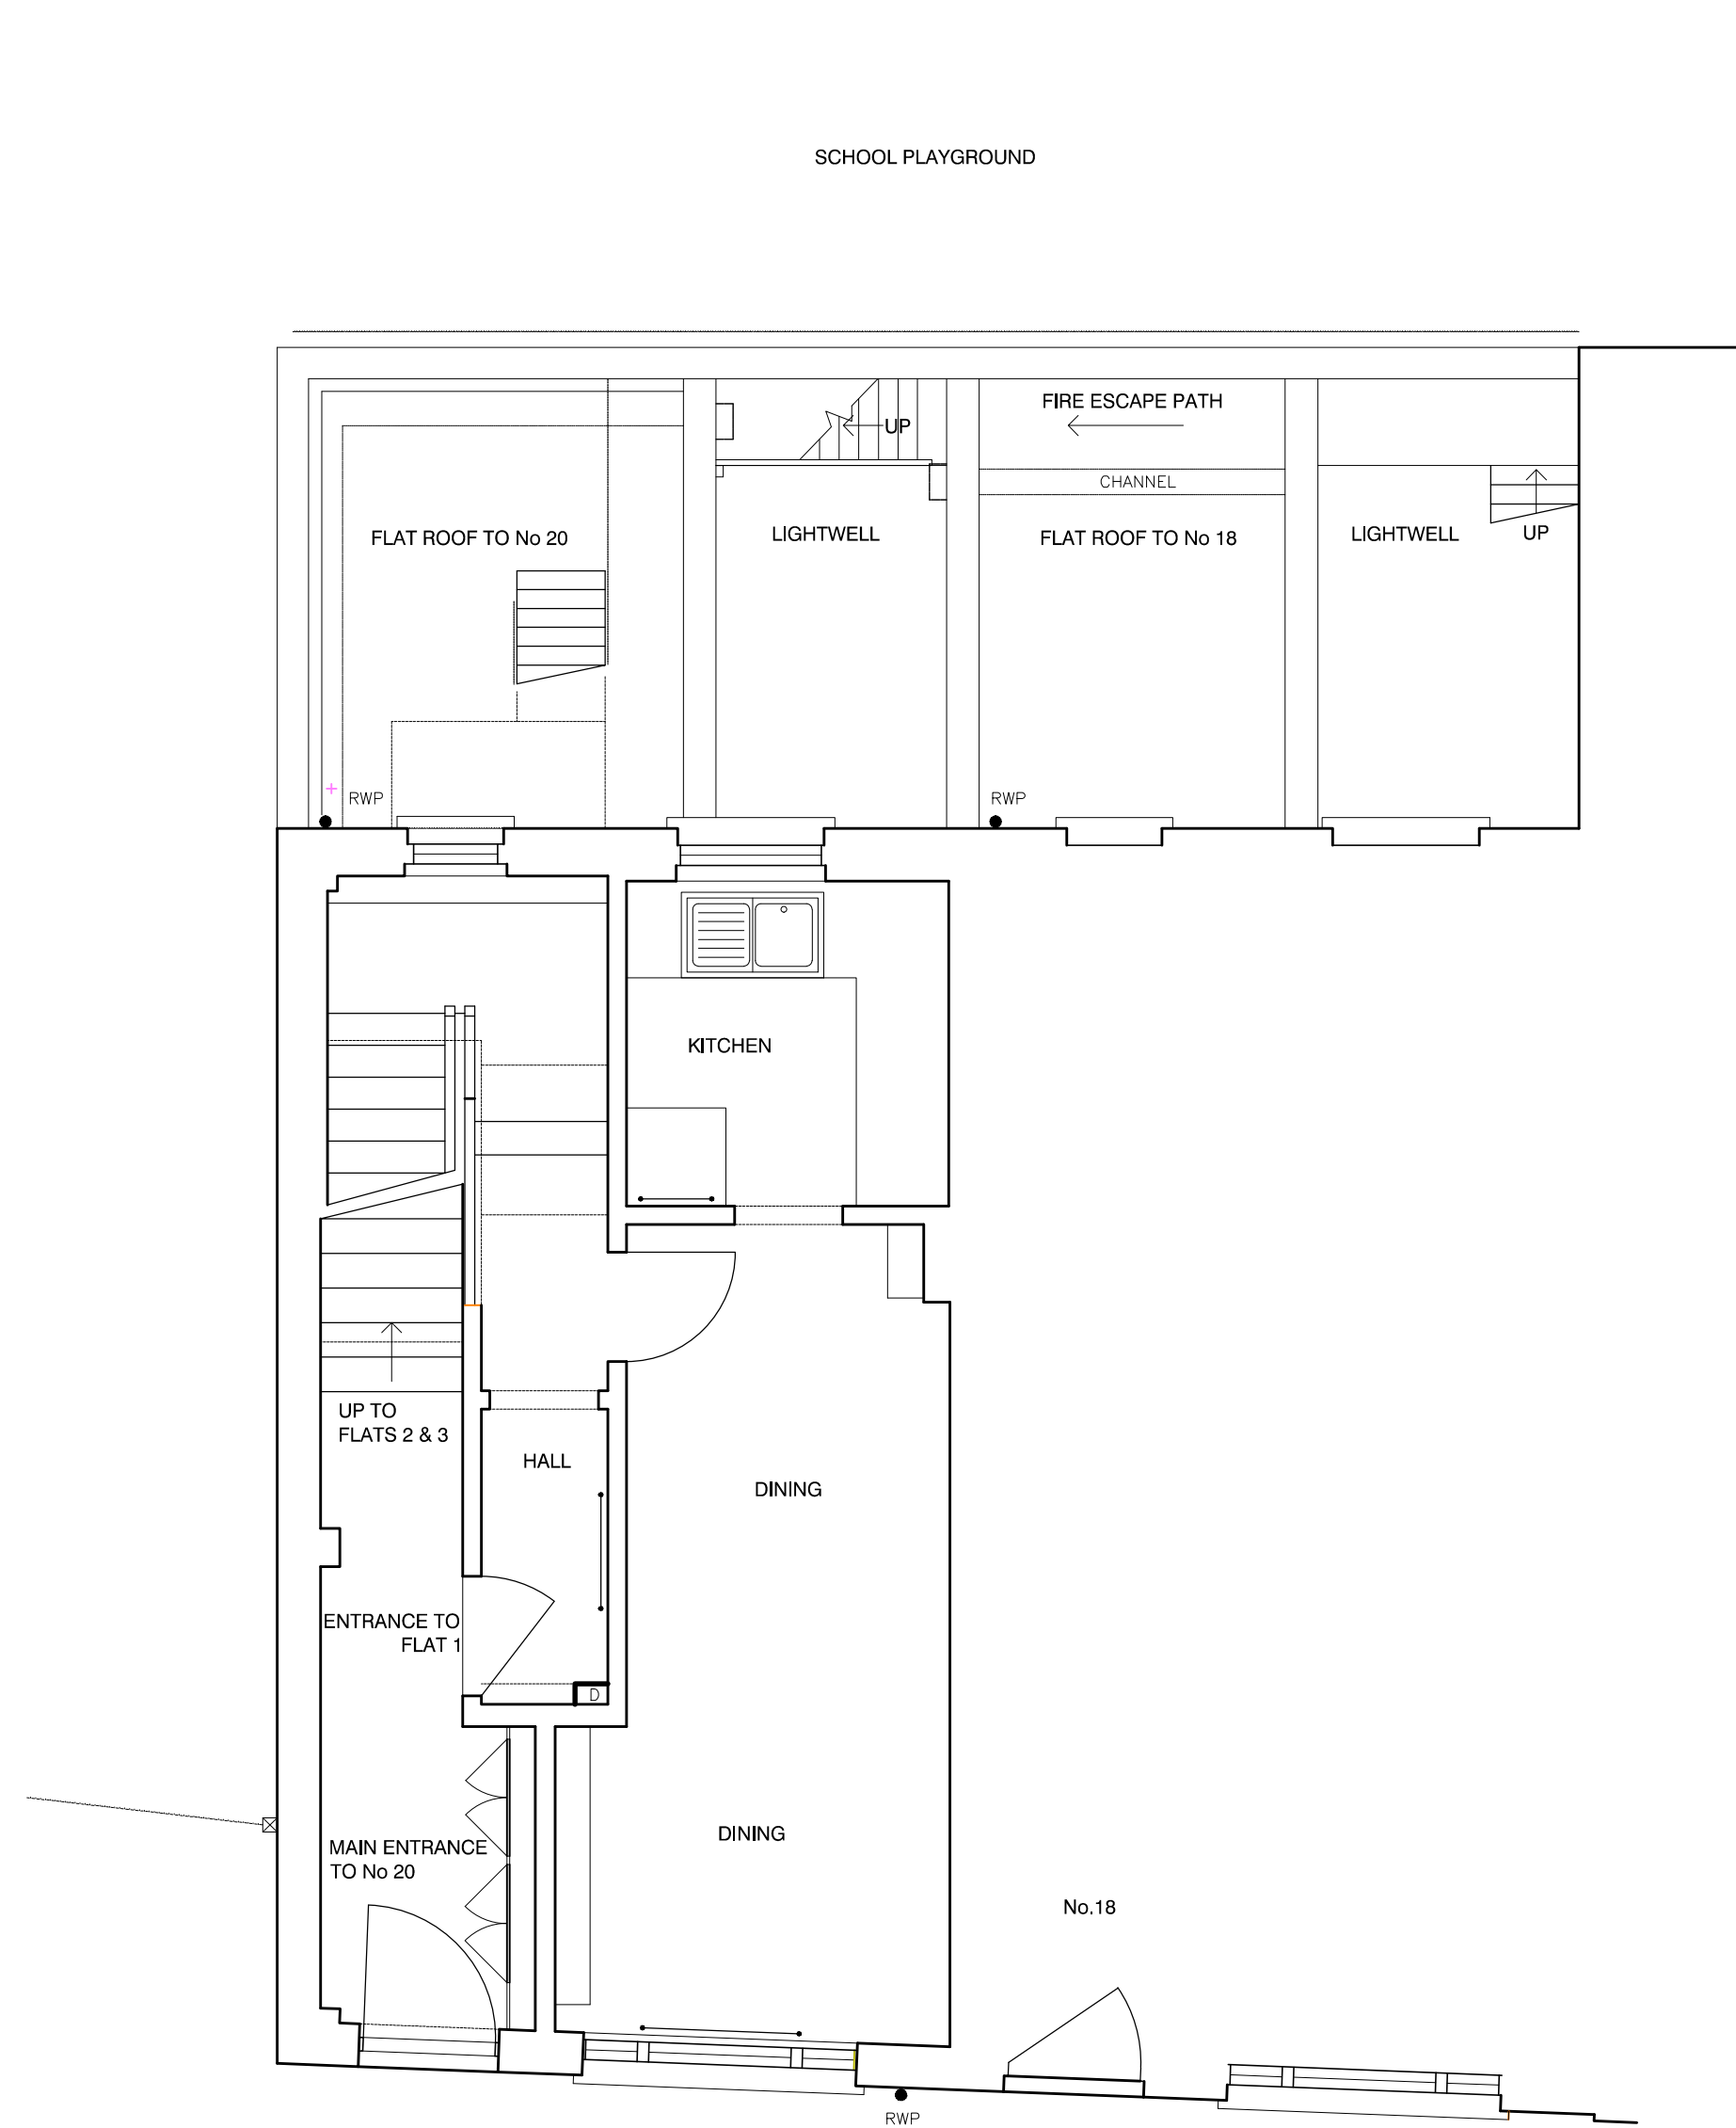 SCHOOL PLAYGROUND
FIRE ESCAPE PATH
UP
CHANNEL
FLAT ROOF TO No 20
LIGHTWELL
FLAT ROOF TO No 18
LIGHTWELL
UP
RWP
RWP
KITCHEN
UP TO
FLATS 2 & 3
HALL
DINING
ENTRANCE TO
FLAT 1
D
DINING
MAIN ENTRANCE
TO No 20
No.18
RWP